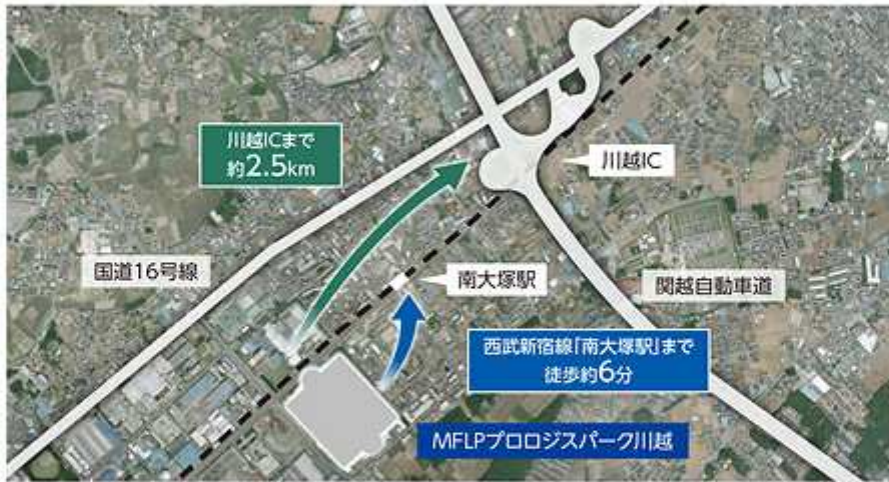 川越ICまで
約2.5km
川越IC
国道16号線
南大塚駅
関越自動車道
西武新宿線「南大塚駅」まで
徒歩約6分
MFLPプロロジスパーク川越